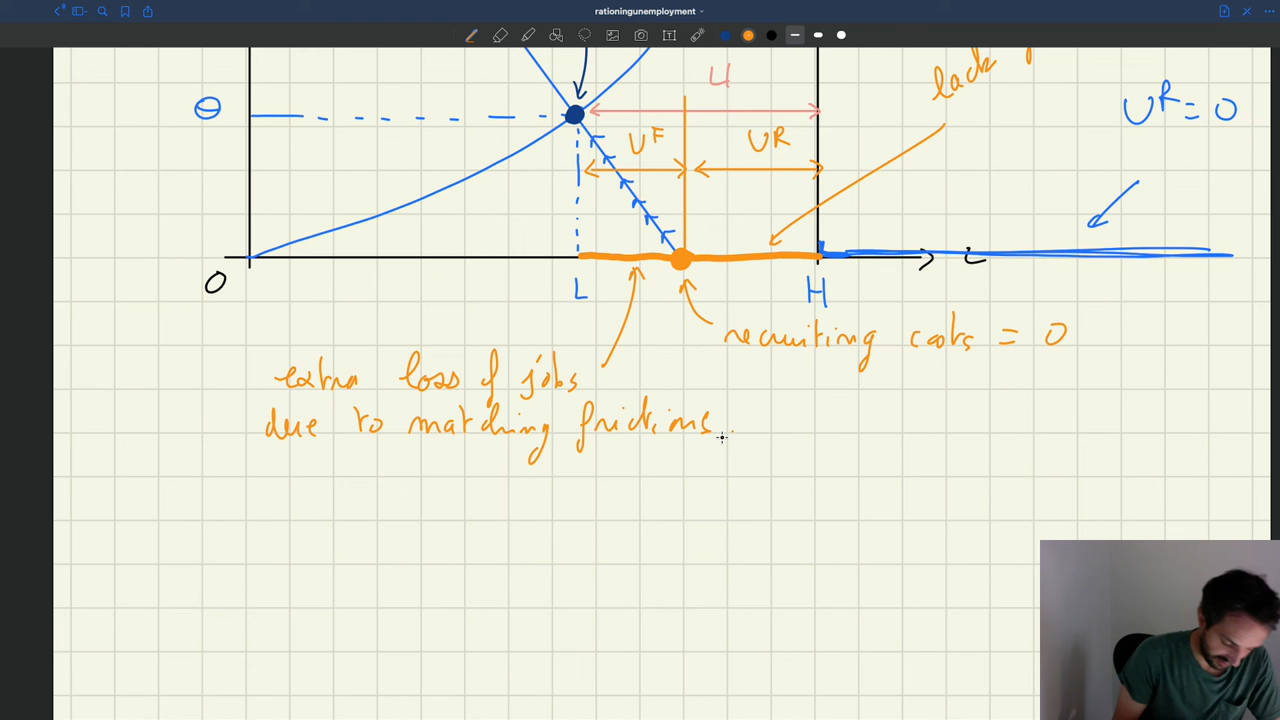 rationingunemployment
lack
U
θ
U^R = 0
U^F
U^R
0
L
H
L
recruiting costs = 0
extra loss of jobs
due to matching frictions.